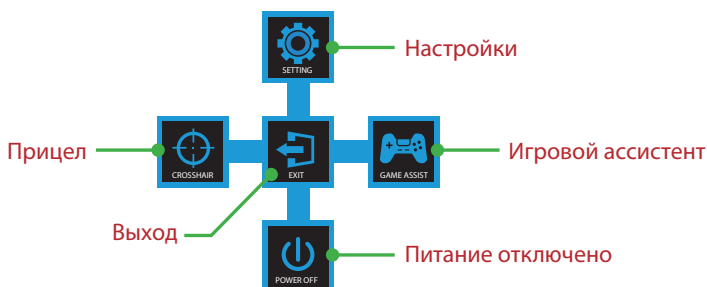 SETTING
Настройки
Прицел
CROSSHAIR
EXIT
GAME ASSIST
Игровой ассистент
Выход
POWER OFF
Питание отключено